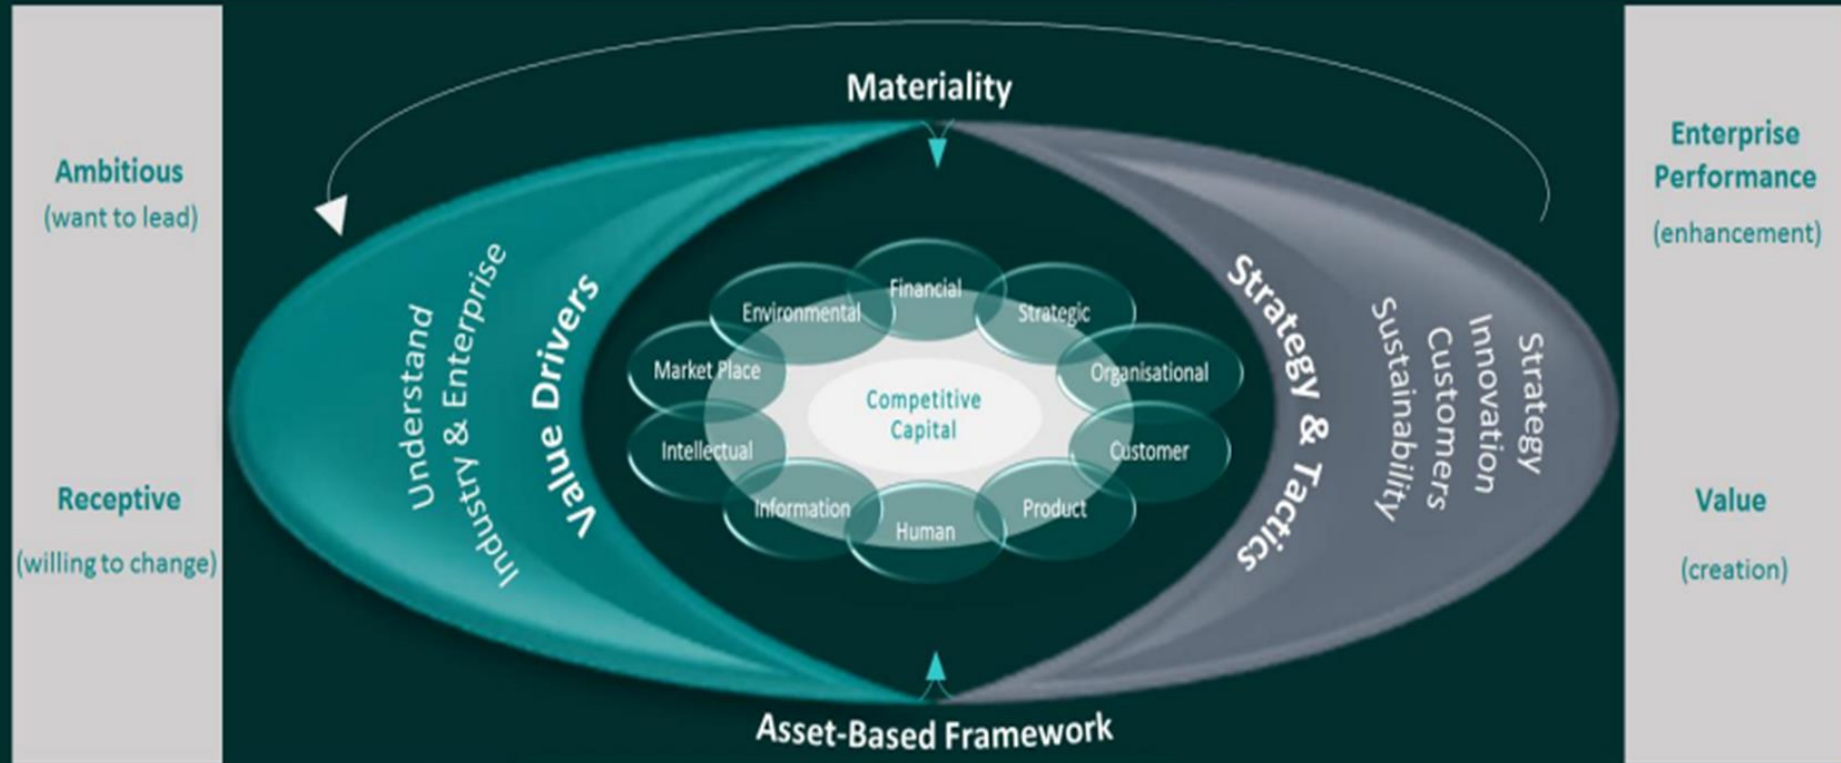 Materiality
Ambitious
(want to lead)
Receptive
(willing to change)
Understand
Industry & Enterprise
Value Drivers
Financial
Environmental
Strategic
Market Place
Organisational
Competitive
Capital
Intellectual
Customer
Information
Product
Human
Strategy & Tactics
Sustainability
Customers
Innovation
Strategy
Enterprise
Performance
(enhancement)
Value
(creation)
Asset-Based Framework